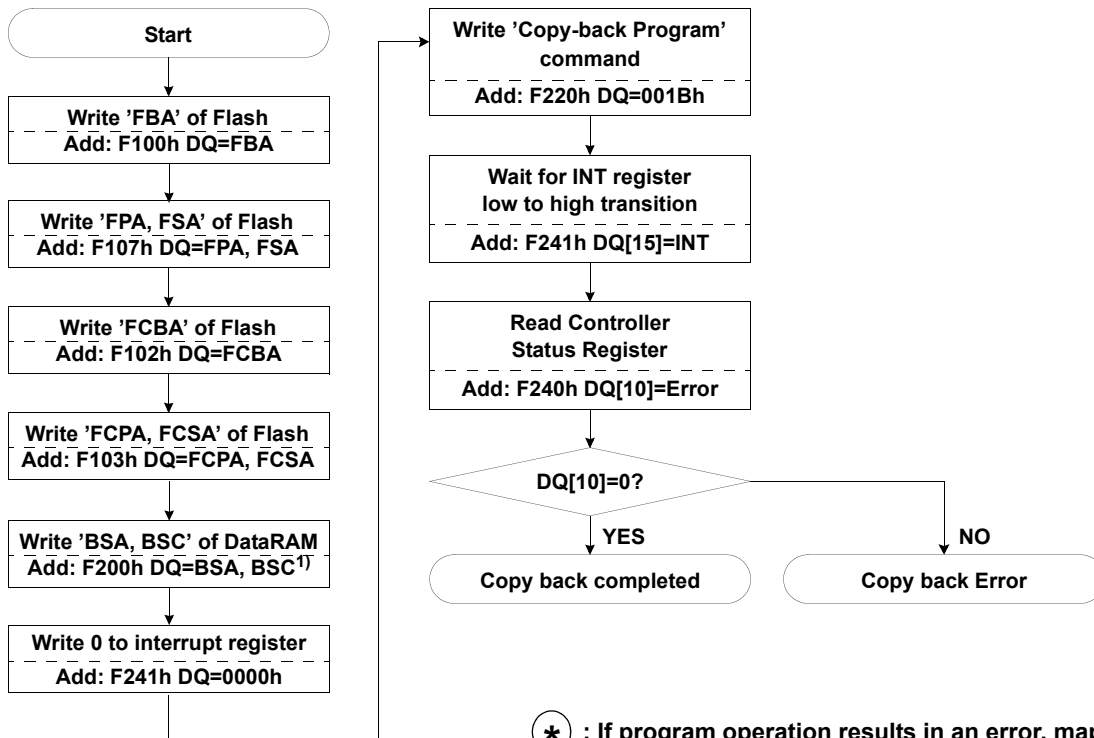 Start
Write ’FBA’ of Flash
Add: F100h DQ=FBA
Write ’FPA, FSA’ of Flash
Add: F107h DQ=FPA, FSA
Write ’FCBA’ of Flash
Add: F102h DQ=FCBA
Write ’FCPA, FCSA’ of Flash
Add: F103h DQ=FCPA, FCSA
Write ’BSA, BSC’ of DataRAM
Add: F200h DQ=BSA, BSC1)
Write 0 to interrupt register
Add: F241h DQ=0000h
Write ’Copy-back Program’
command
Add: F220h DQ=001Bh
Wait for INT register
low to high transition
Add: F241h DQ[15]=INT
Read Controller
Status Register
Add: F240h DQ[10]=Error
DQ[10]=0?
YES
NO
Copy back completed
Copy back Error
* : If program operation results in an error, map